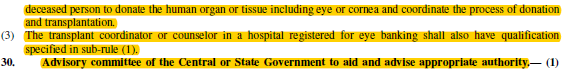 deceased person to donate the human organ or tissue including eye or cornea and coordinate the process of donation
and transplantation.
(3) The transplant coordinator or counselor in a hospital registered for eye banking shall also have qualification
specified in sub-rule (1).
30. Advisory committee of the Central or State Government to aid and advise appropriate authority.— (1)